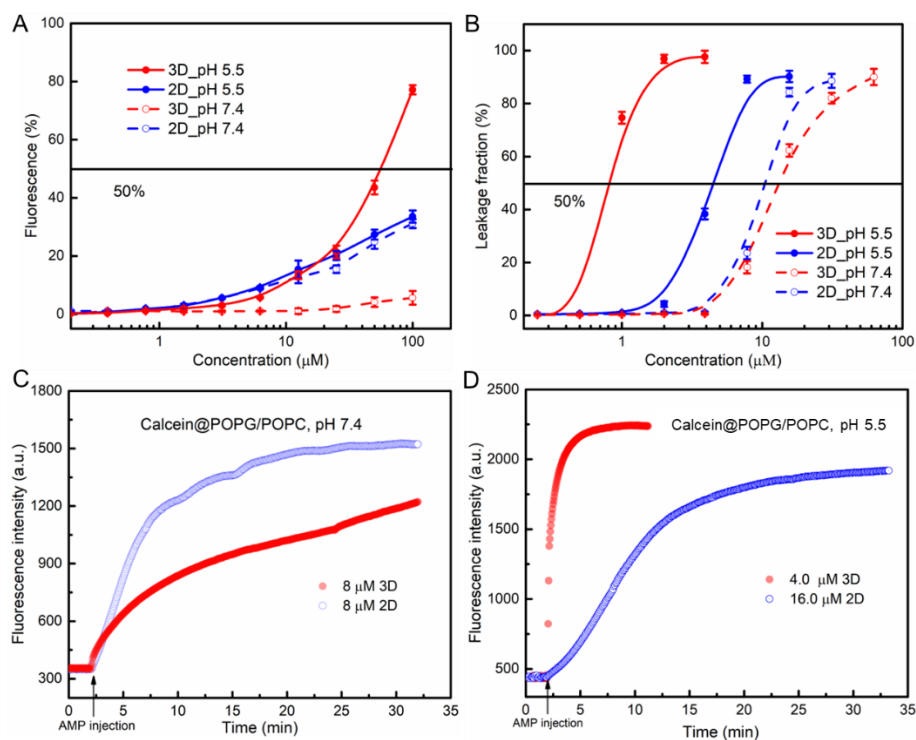 A
100
80
60
40
20
0
Fluorescence (%)
3D_pH 5.5
2D_pH 5.5
3D_pH 7.4
2D_pH 7.4
50%
1
10
100
Concentration (μM)
B
100
90
80
70
60
50
40
30
20
10
0
Leakage fraction (%)
50%
3D_pH 5.5
2D_pH 5.5
3D_pH 7.4
2D_pH 7.4
1
10
100
Concentration (μM)
C
1800
1500
1200
900
600
300
Fluorescence intensity (a.u.)
Calcein@POPG/POPC, pH 7.4
8 μM 3D
8 μM 2D
0
5
10
15
20
25
30
35
AMP injection
Time (min)
D
2500
2000
1500
1000
500
Fluorescence intensity (a.u.)
Calcein@POPG/POPC, pH 5.5
4.0 μM 3D
16.0 μM 2D
0
5
10
15
20
25
30
35
AMP injection
Time (min)